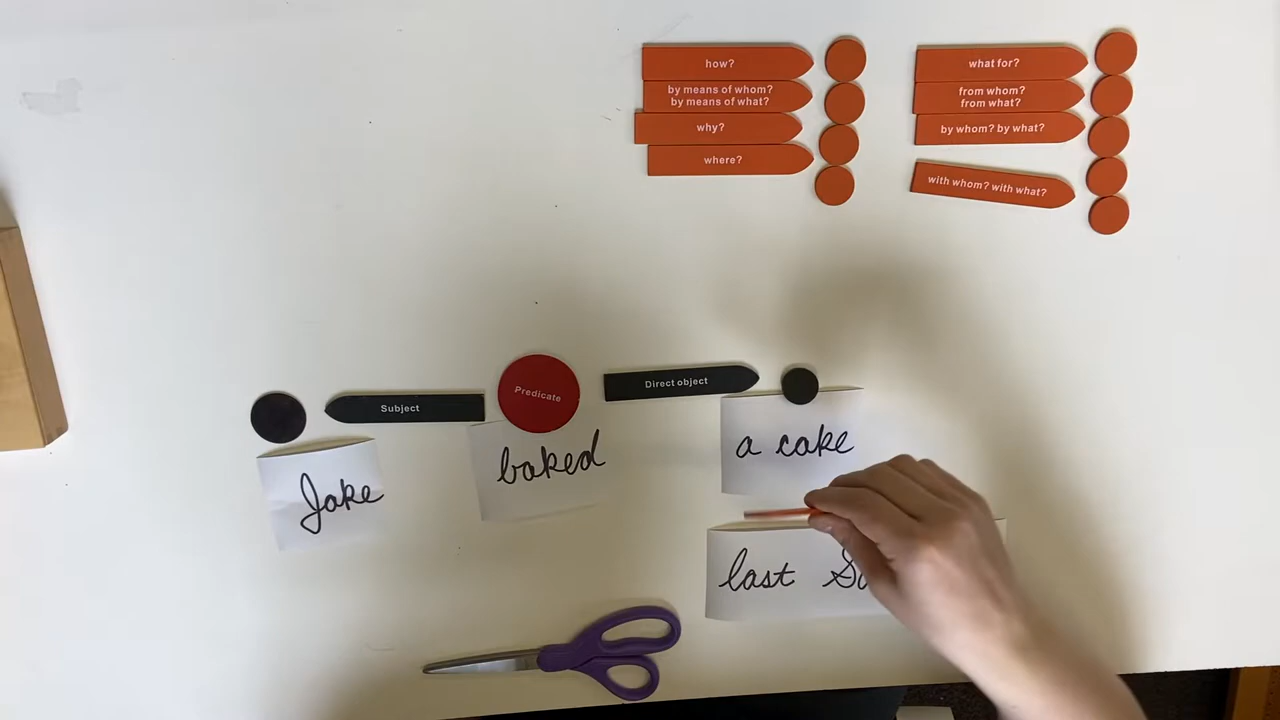 how?
by means of whom?
by means of what?
why?
where?
what for?
from whom?
from what?
by whom? by what?
with whom? with what?
Subject
Predicate
Direct object
Jake
baked
a cake
last